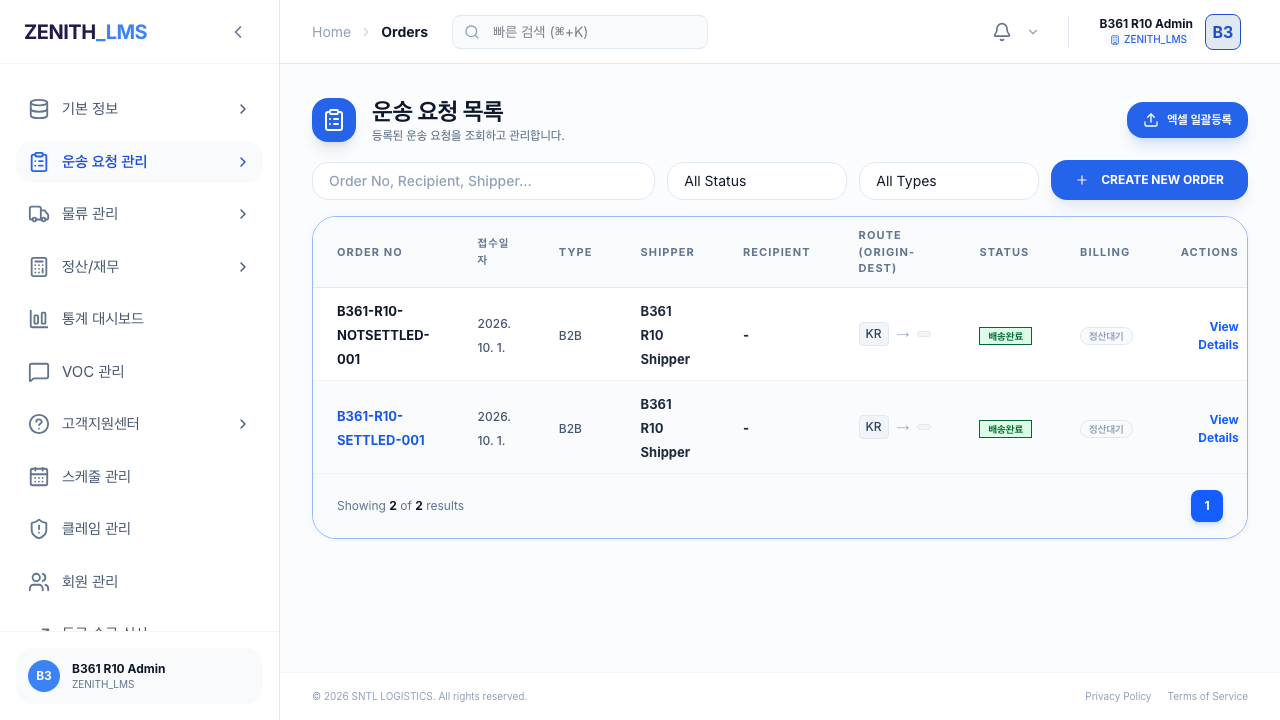 ZENITH_LMS
Home
Orders
빠른 검색 (⌘+K)
B361 R10 Admin
ZENITH_LMS
B3
기본 정보
운송 요청 관리
물류 관리
정산/재무
통계 대시보드
VOC 관리
고객지원센터
스케줄 관리
클레임 관리
회원 관리
B3
B361 R10 Admin
ZENITH_LMS
운송 요청 목록
등록된 운송 요청을 조회하고 관리합니다.
엑셀 일괄등록
Order No, Recipient, Shipper...
All Status
All Types
CREATE NEW ORDER
ORDER NO
접수일
자
TYPE
SHIPPER
RECIPIENT
ROUTE
(ORIGIN-
DEST)
STATUS
BILLING
ACTIONS
B361-R10-
NOTSETTLED-
001
2026.
10. 1.
B2B
B361
R10
Shipper
-
KR →
배송완료
정산대기
View
Details
B361-R10-
SETTLED-001
2026.
10. 1.
B2B
B361
R10
Shipper
-
KR →
배송완료
정산대기
View
Details
Showing 2 of 2 results
1
© 2026 SNTL LOGISTICS. All rights reserved.
Privacy Policy
Terms of Service